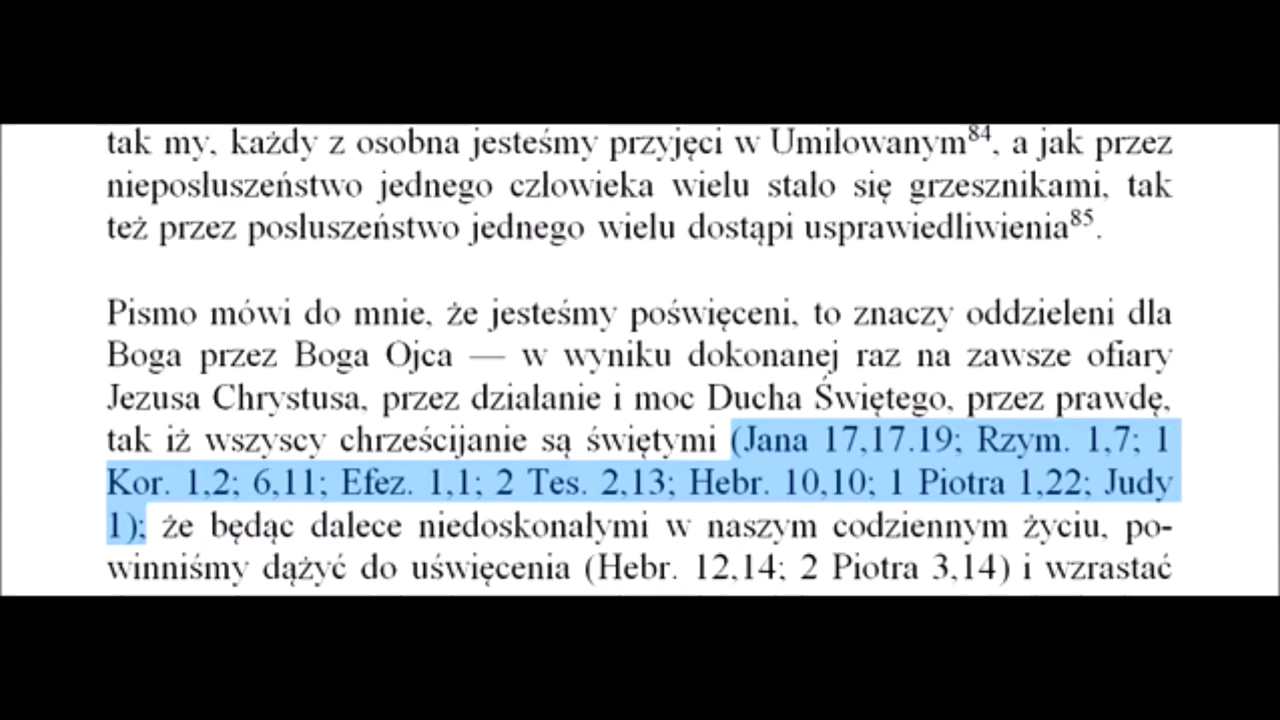 tak my, każdy z osobna jesteśmy przyjęci w Umiłowanym⁸⁴, a jak przez
nieposłuszeństwo jednego człowieka wielu stało się grzesznikami, tak
też przez posłuszeństwo jednego wielu dostąpi usprawiedliwienia⁸⁵.
Pismo mówi do mnie, że jesteśmy poświęceni, to znaczy oddzieleni dla
Boga przez Boga Ojca — w wyniku dokonanej raz na zawsze ofiary
Jezusa Chrystusa, przez działanie i moc Ducha Świętego, przez prawdę,
tak iż wszyscy chrześcijanie są świętymi (Jana 17,17.19; Rzym. 1,7; 1
Kor. 1,2; 6,11; Efez. 1,1; 2 Tes. 2,13; Hebr. 10,10; 1 Piotra 1,22; Judy
1); że będąc dalece niedoskonałymi w naszym codziennym życiu, po-
winniśmy dążyć do uświęcenia (Hebr. 12,14; 2 Piotra 3,14) i wzrastać